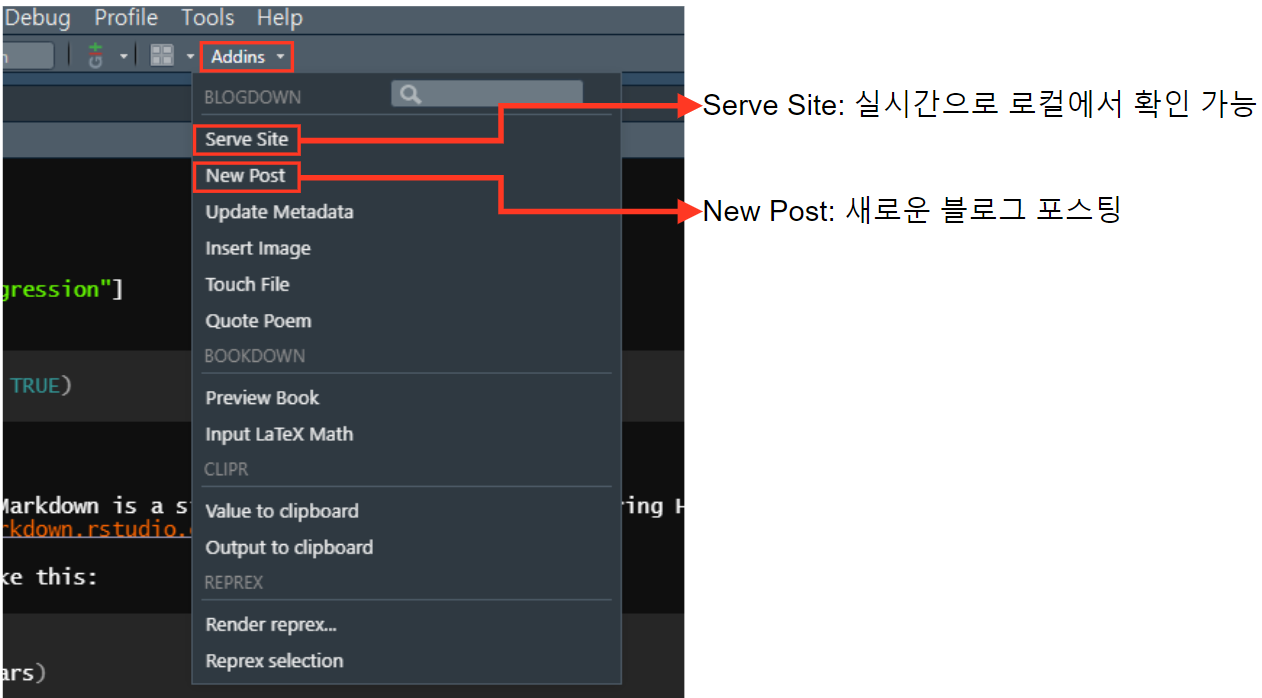 Debug Profile Tools Help
Addins
BLOGDOWN
Serve Site: 실시간으로 로컬에서 확인 가능
Serve Site
New Post
New Post: 새로운 블로그 포스팅
Update Metadata
Insert Image
Touch File
gression"]
Quote Poem
BOOKDOWN
TRUE)
Preview Book
Input LaTeX Math
CLIPR
Markdown is a s
ring H
Value to clipboard
rkdown.rstudio.
Output to clipboard
ke this:
REPREX
Render reprex...
Reprex selection
ars)